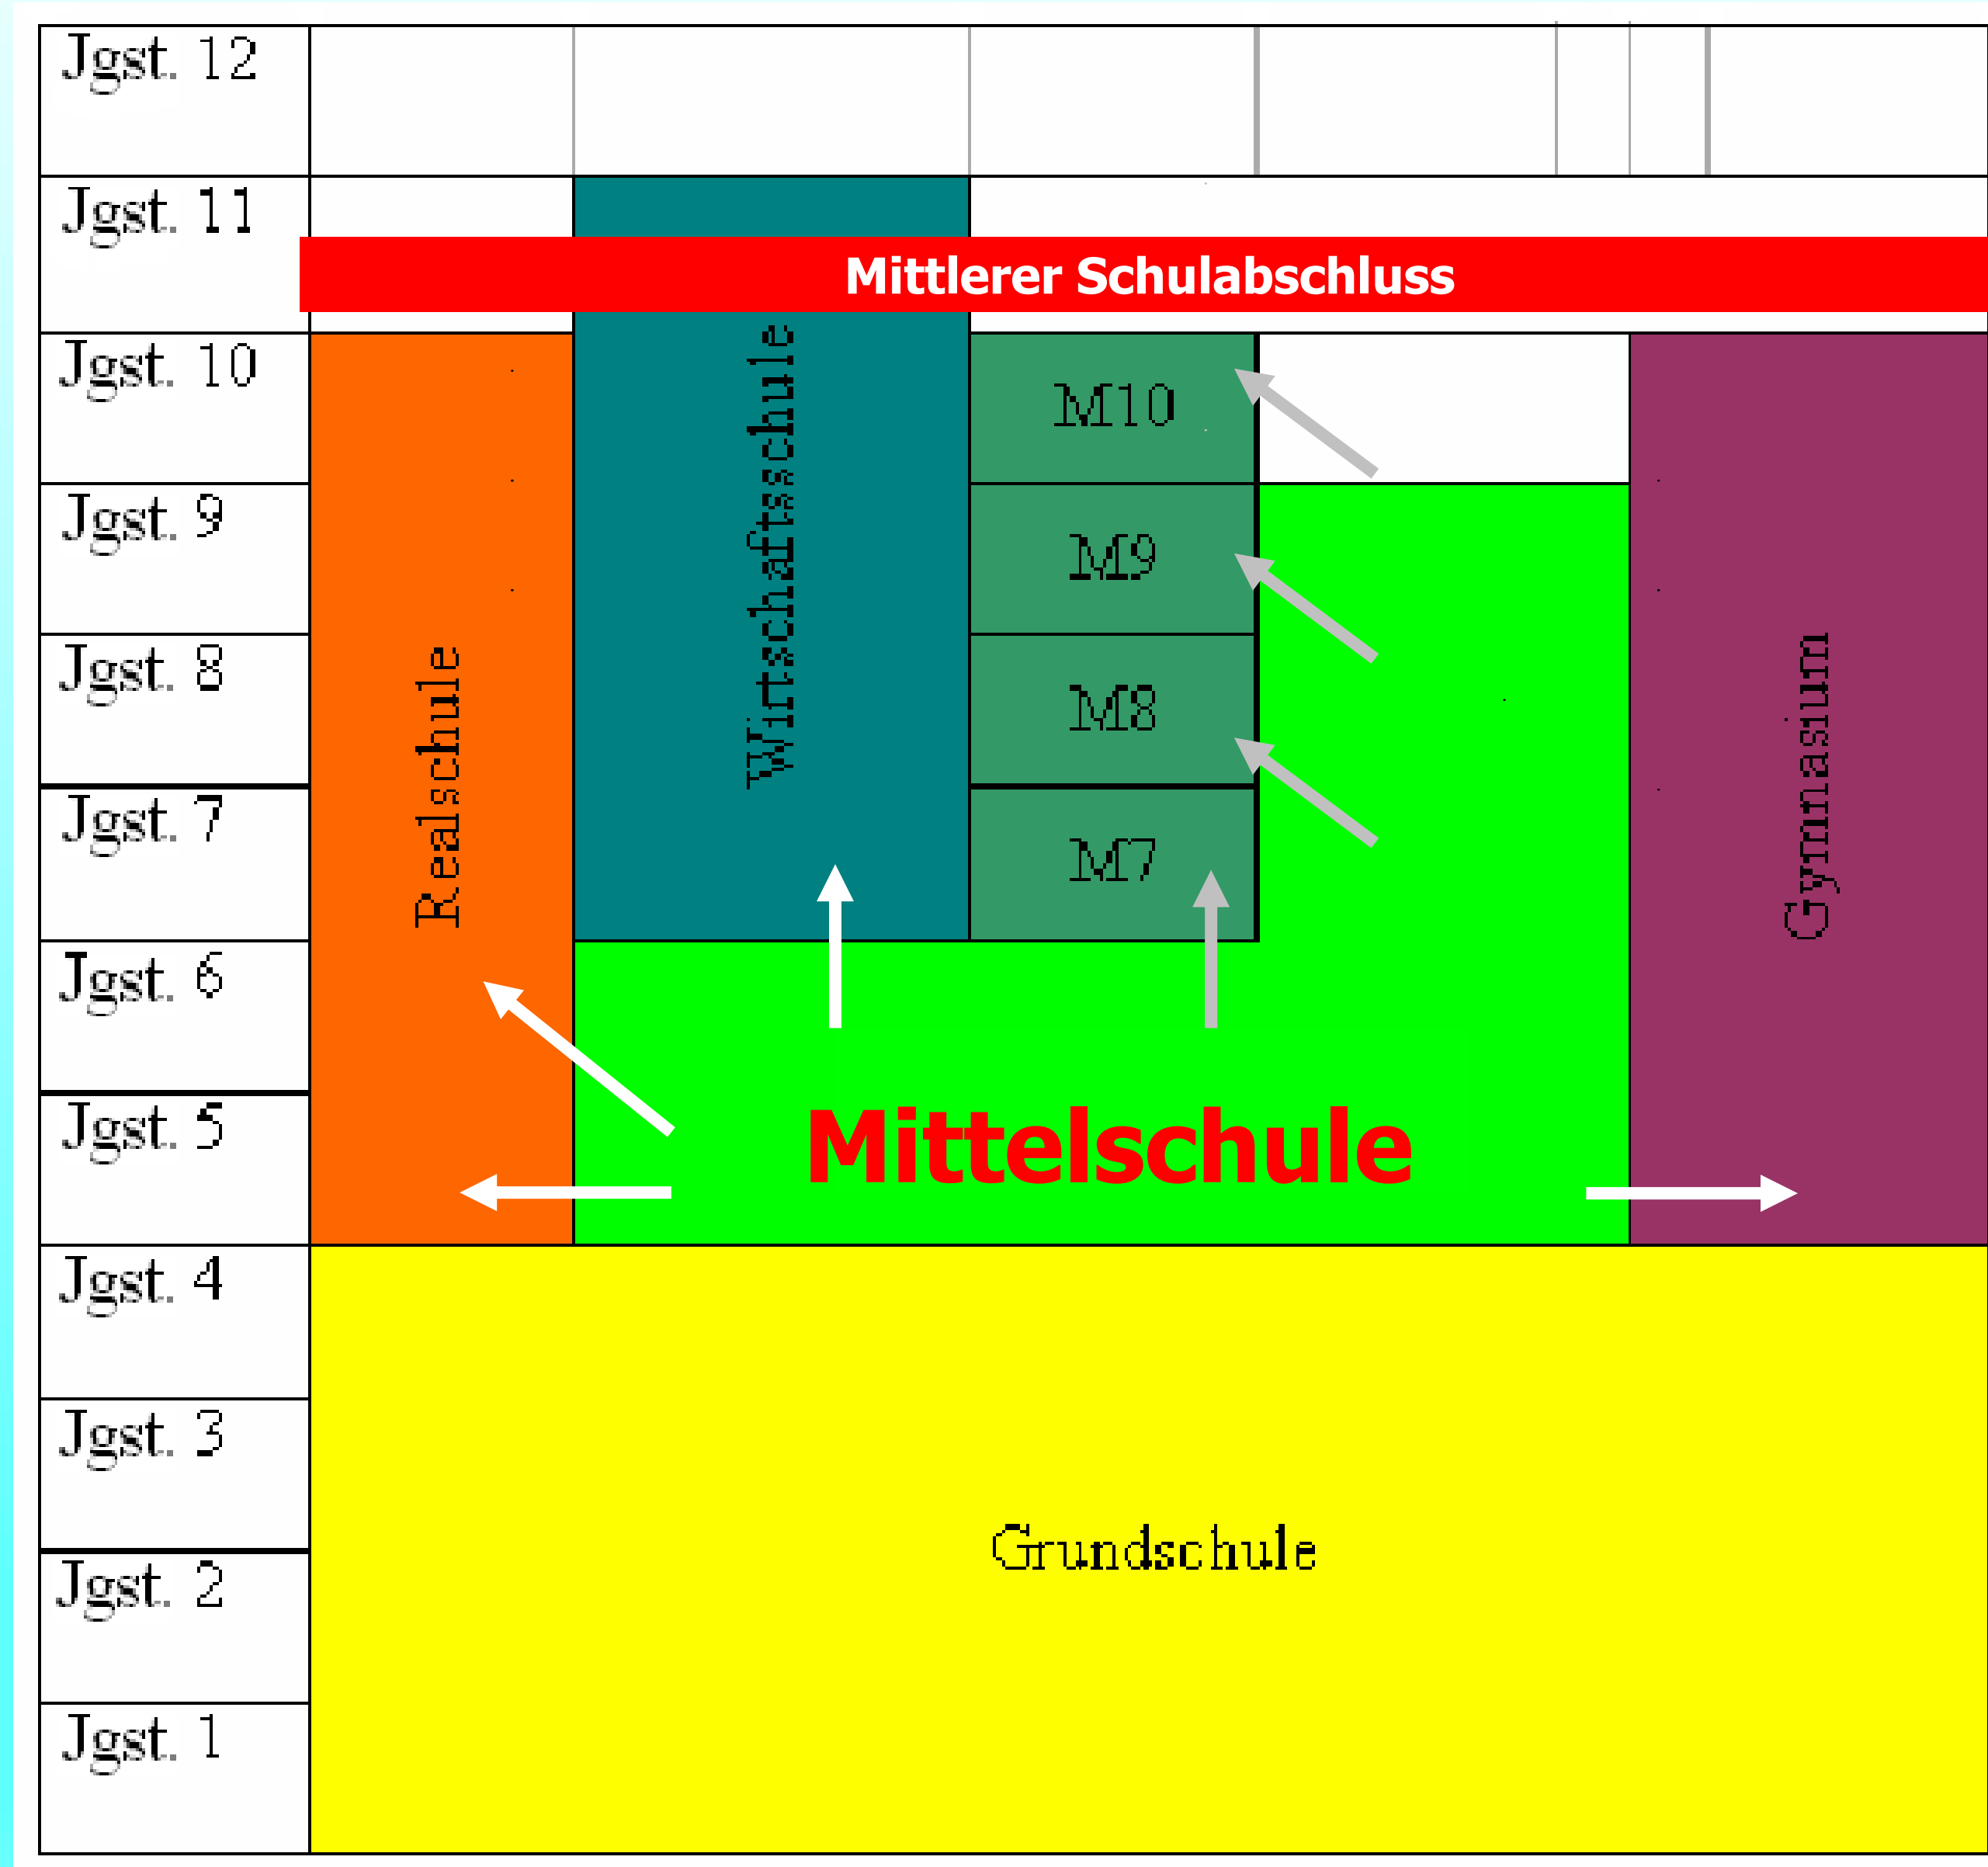 Jgst. 12
Jgst. 11
Mittlerer Schulabschluss
Jgst. 10
M10
Wirtschaftsschule
Jgst. 9
M9
Jgst. 8
M8
Realschule
Gymnasium
Jgst. 7
M7
Jgst. 6
Jgst. 5
Mittelschule
Jgst. 4
Jgst. 3
Grundschule
Jgst. 2
Jgst. 1